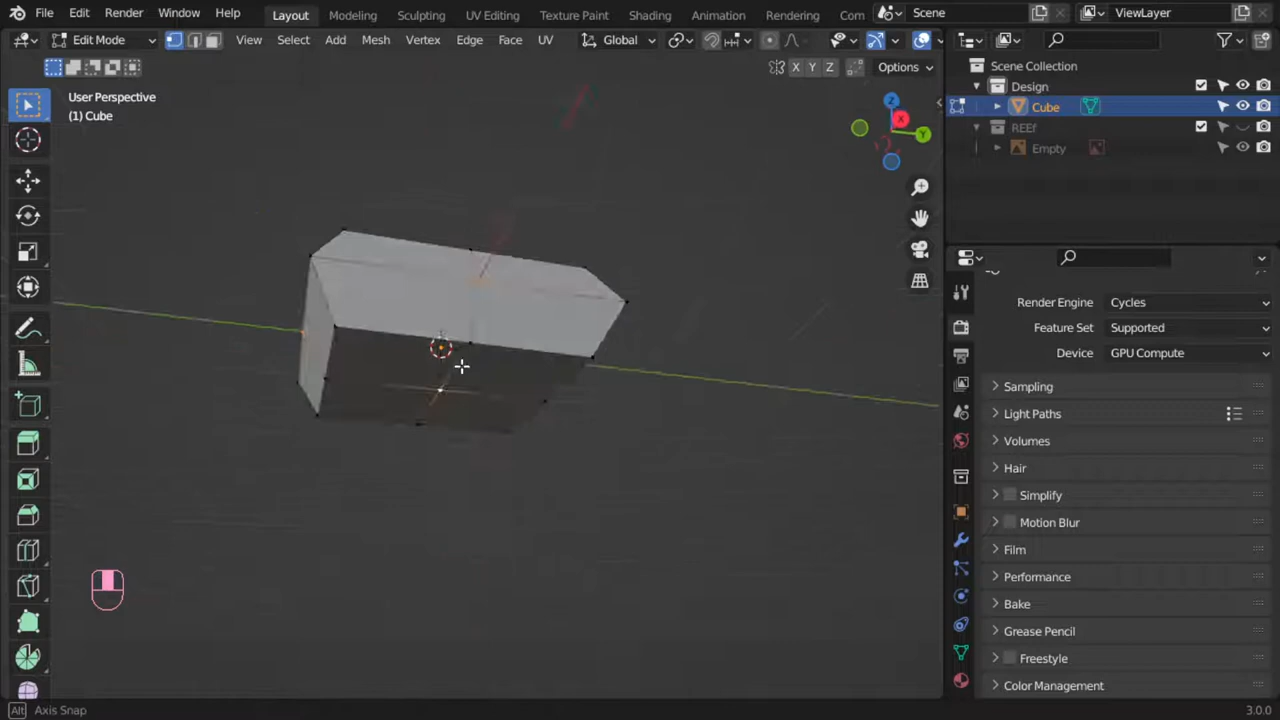 File Edit Render Window Help Layout Modeling Sculpting UV Editing Texture Paint Shading Animation Rendering Com Scene ViewLayer
Edit Mode View Select Add Mesh Vertex Edge Face UV Global
X Y Z Options
User Perspective
(1) Cube
Z
X
Y
Scene Collection
Design
Cube
REEf
Empty
Render Engine Cycles
Feature Set Supported
Device GPU Compute
Sampling
Light Paths
Volumes
Hair
Simplify
Motion Blur
Film
Performance
Bake
Grease Pencil
Freestyle
Color Management
Alt Axis Snap 3.0.0